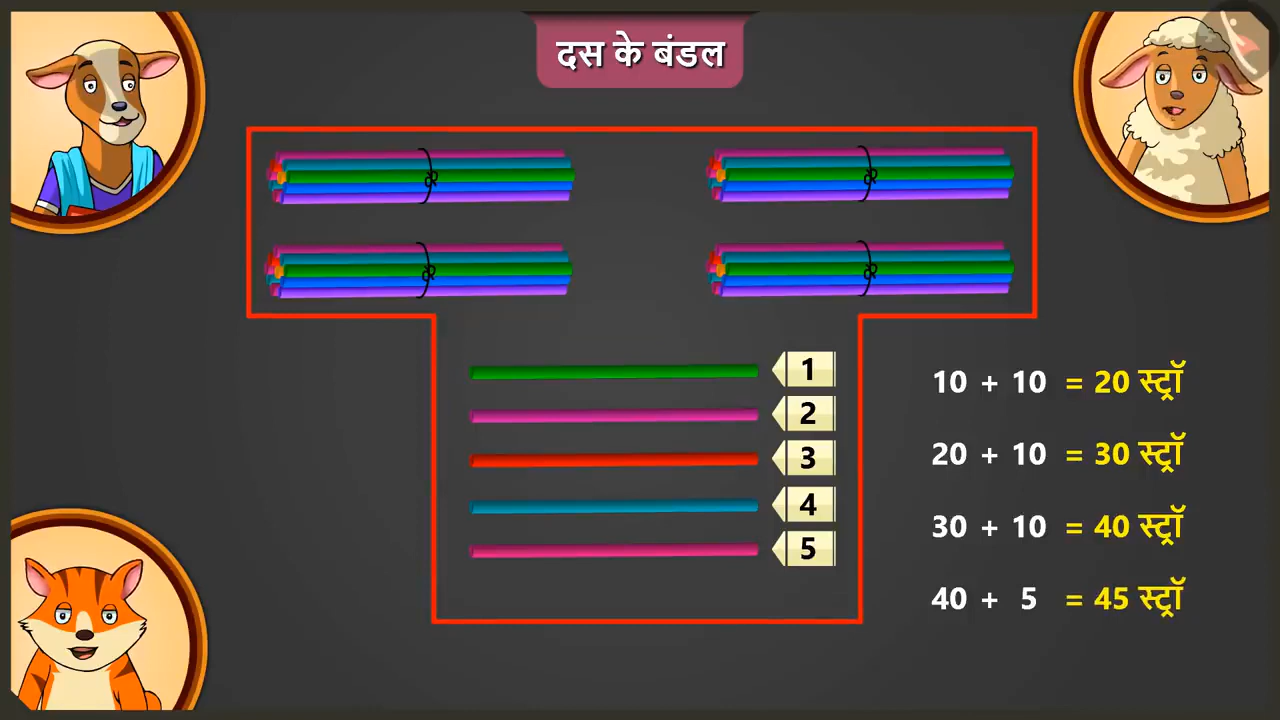 दस के बंडल
1
2
3
4
5
10 + 10 = 20 स्ट्रॉ
20 + 10 = 30 स्ट्रॉ
30 + 10 = 40 स्ट्रॉ
40 + 5 = 45 स्ट्रॉ